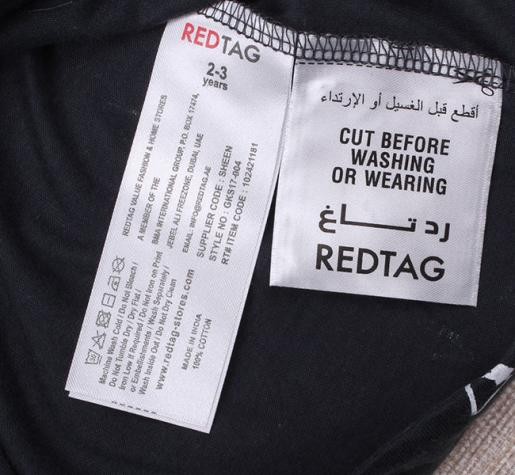 REDTAG
2-3
years
REDTAG VALUE FASHION & HOME STORES
A MEMBER OF THE
BMA INTERNATIONAL GROUP, P.O. BOX 17474,
JEBEL ALI FREEZONE, DUBAI, UAE
EMAIL: INFO@REDTAG.AE
SUPPLIER CODE : SHEEN
STYLE NO : GKS17-004
RT# ITEM CODE : 102421181
Machine Wash Cold / Do Not Bleach /
Do Not Tumble Dry / Dry Flat /
Iron Low If Required / Do Not Iron on Print
or Embellishments / Wash Separately /
Wash Inside Out / Do Not Dry Clean
www.redtag-stores.com
MADE IN INDIA
100% COTTON
أقطع قبل الغسيل أو الإرتداء
CUT BEFORE
WASHING
OR WEARING
رد تـــاغ
REDTAG